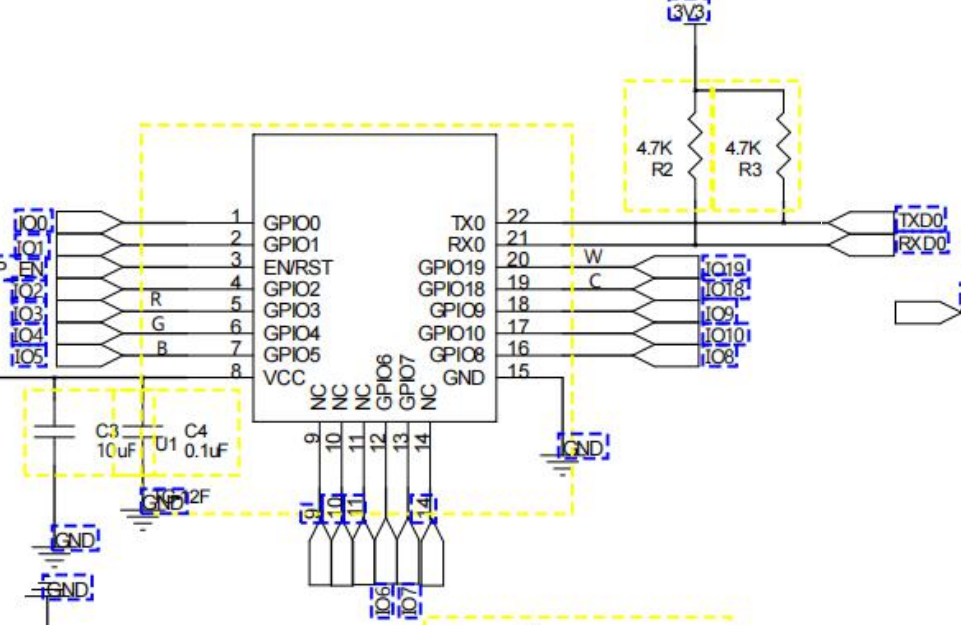 3V3
4.7K
R2
4.7K
R3
IO0
1
GPIO0
TX0
22
TXD0
IO1
2
GPIO1
RX0
21
RXD0
EN
3
EN/RST
GPIO19
20
W
IO19
IO2
4
GPIO2
GPIO18
19
C
IO18
IO3
R
5
GPIO3
GPIO9
18
IO9
IO4
G
6
GPIO4
GPIO10
17
IO10
IO5
B
7
GPIO5
GPIO8
16
IO8
8
VCC
GND
15
NC
NC
NC
GPIO6
GPIO7
NC
9
10
11
12
13
14
C3
10uF
U1
C4
0.1uF
GND
GND
12F
9
10
11
14
GND
GND
IO6
IO7